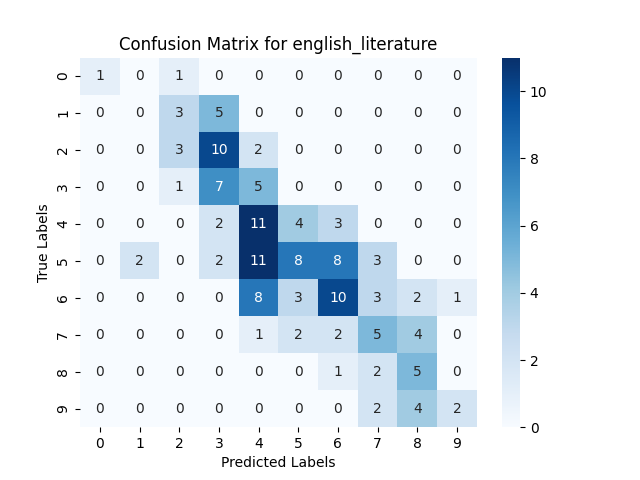 Confusion Matrix for english_literature
0 1 0 1 0 0 0 0 0 0 0
1 0 0 3 5 0 0 0 0 0 0
2 0 0 3 10 2 0 0 0 0 0
3 0 0 1 7 5 0 0 0 0 0
4 0 0 0 2 11 4 3 0 0 0
5 0 2 0 2 11 8 8 3 0 0
6 0 0 0 0 8 3 10 3 2 1
7 0 0 0 0 1 2 2 5 4 0
8 0 0 0 0 0 0 1 2 5 0
9 0 0 0 0 0 0 0 2 4 2
0 1 2 3 4 5 6 7 8 9
Predicted Labels
True Labels
10
8
6
4
2
0